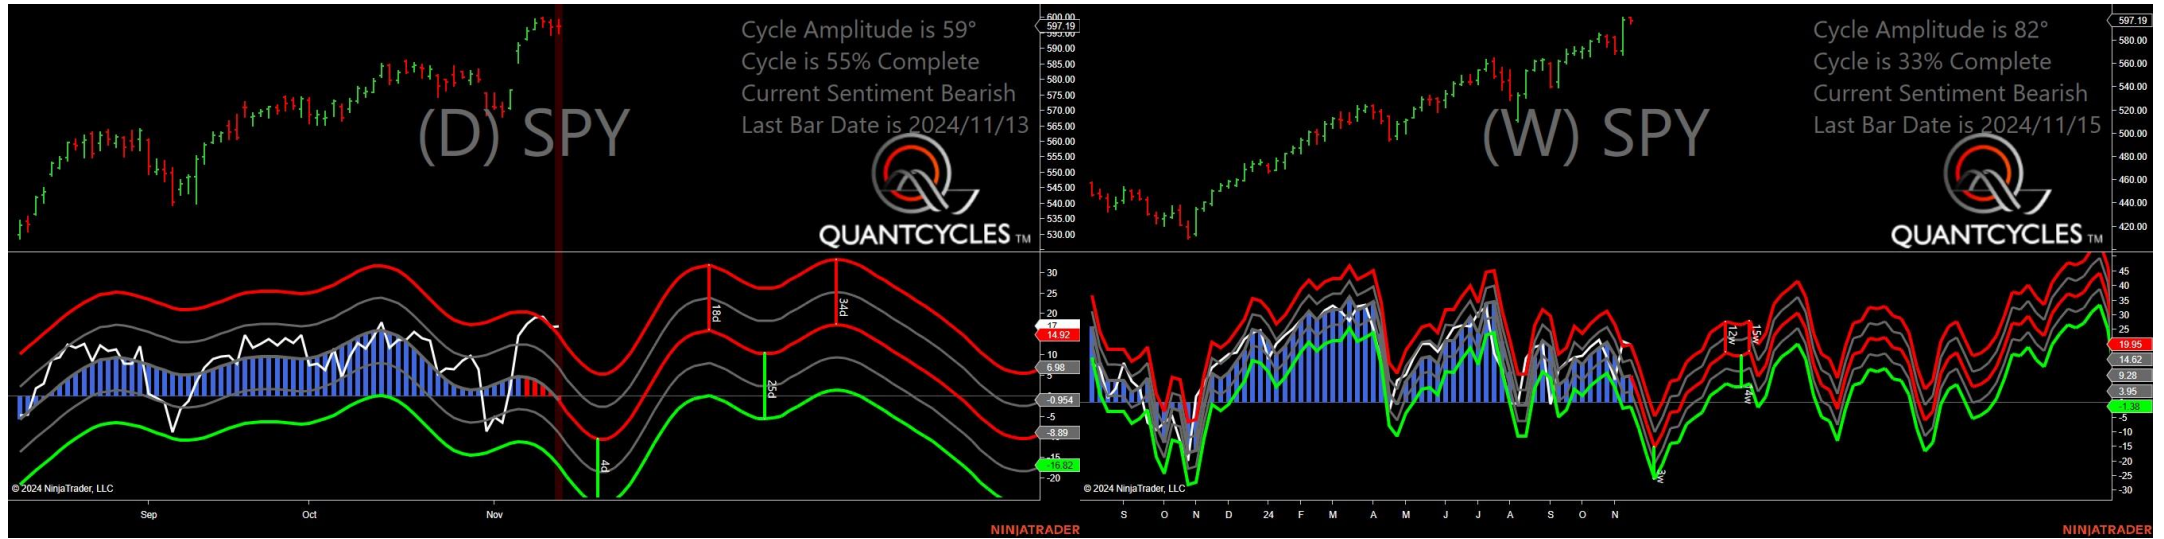 Cycle Amplitude is 59°
Cycle is 55% Complete
Current Sentiment Bearish
Last Bar Date is 2024/11/13
(D) SPY
QUANTCYCLES TM
600.00
597.19
595.00
590.00
585.00
580.00
575.00
570.00
565.00
560.00
555.00
550.00
545.00
540.00
535.00
530.00
30
25
20
17
14.92
10
6.98
5
-0.954
-5
-8.89
-15
-16.82
-20
18d
34d
25d
4d
© 2024 NinjaTrader, LLC
Sep Oct Nov
NINJATRADER
Cycle Amplitude is 82°
Cycle is 33% Complete
Current Sentiment Bearish
Last Bar Date is 2024/11/15
(W) SPY
QUANTCYCLES TM
597.19
580.00
560.00
540.00
520.00
500.00
480.00
460.00
440.00
420.00
45
40
35
30
25
19.95
14.62
9.28
3.95
-1.38
-5
-10
-15
-20
-25
-30
12w
15w
3w
© 2024 NinjaTrader, LLC
S O N D 24 F M A M J J A S O N
NINJATRADER